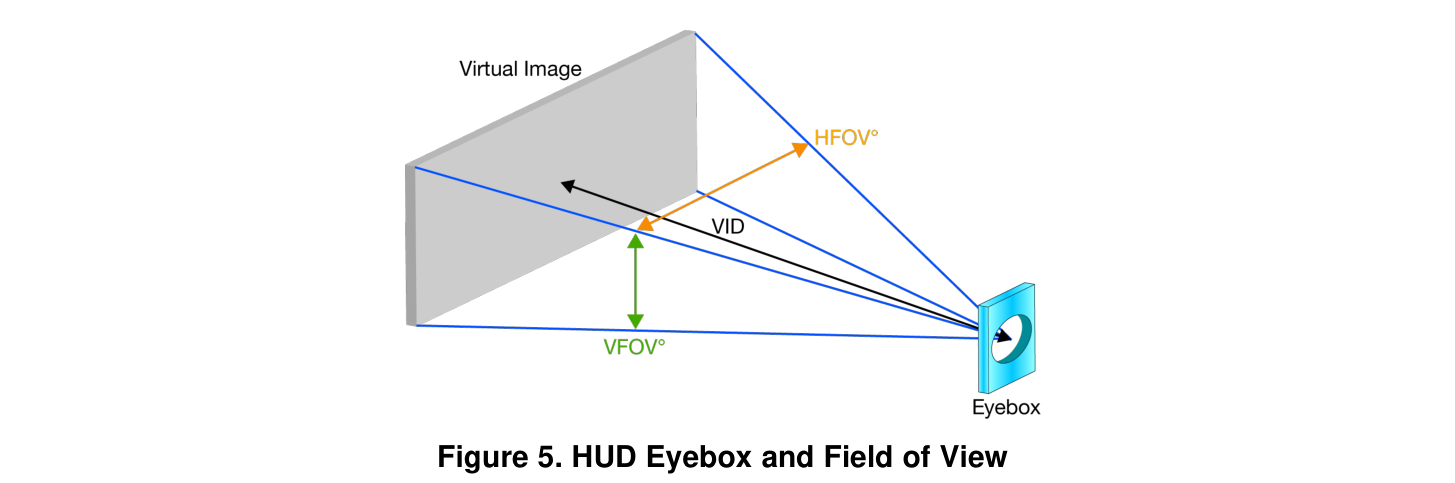 Virtual Image
HFOV°
VID
VFOV°
Eyebox
Figure 5. HUD Eyebox and Field of View